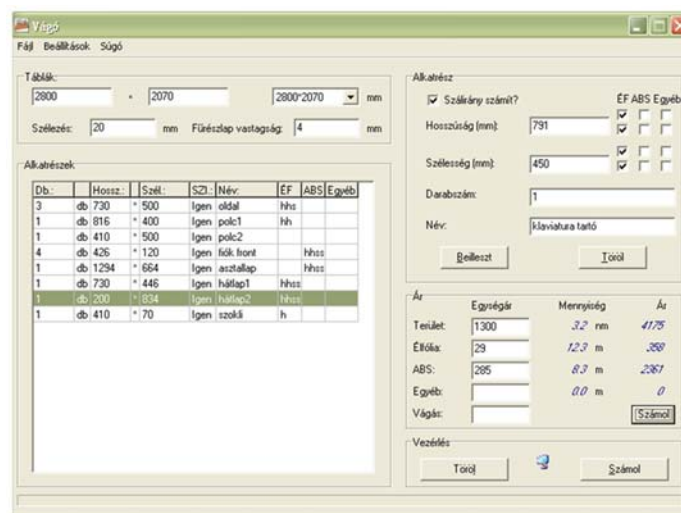 Vágó
Fájl Beállítások Súgó
Táblák:
2800 * 2070 2800*2070 mm
Szélezés: 20 mm Fűrészlap vastagság: 4 mm
Alkatrészek
Db.: Hossz.: Szél.: SZI.: Név: ÉF ABS Egyéb
3 db 730 * 500 Igen oldal hhs
1 db 816 * 400 Igen polc1 hh
1 db 410 * 500 Igen polc2
4 db 426 * 120 Igen fiók front hhss
1 db 1294 * 664 Igen asztallap hhss
1 db 730 * 446 Igen hátlap1 hhss
1 db 200 * 834 Igen hátlap2 hhss
1 db 410 * 70 Igen szokli h
Alkatrész
Szálirány számít? ÉF ABS Egyéb
Hosszúság (mm): 791
Szélesség (mm): 450
Darabszám: 1
Név: klaviatura tartó
Beilleszt Töröl
Ár
Egységár Mennyiség Ár
Terület: 1300 3.2 nm 4175
Élfólia: 29 12.3 m 358
ABS: 285 8.3 m 2361
Egyéb: 0.0 m 0
Vágás: Számol
Vezérlés
Töröl Számol